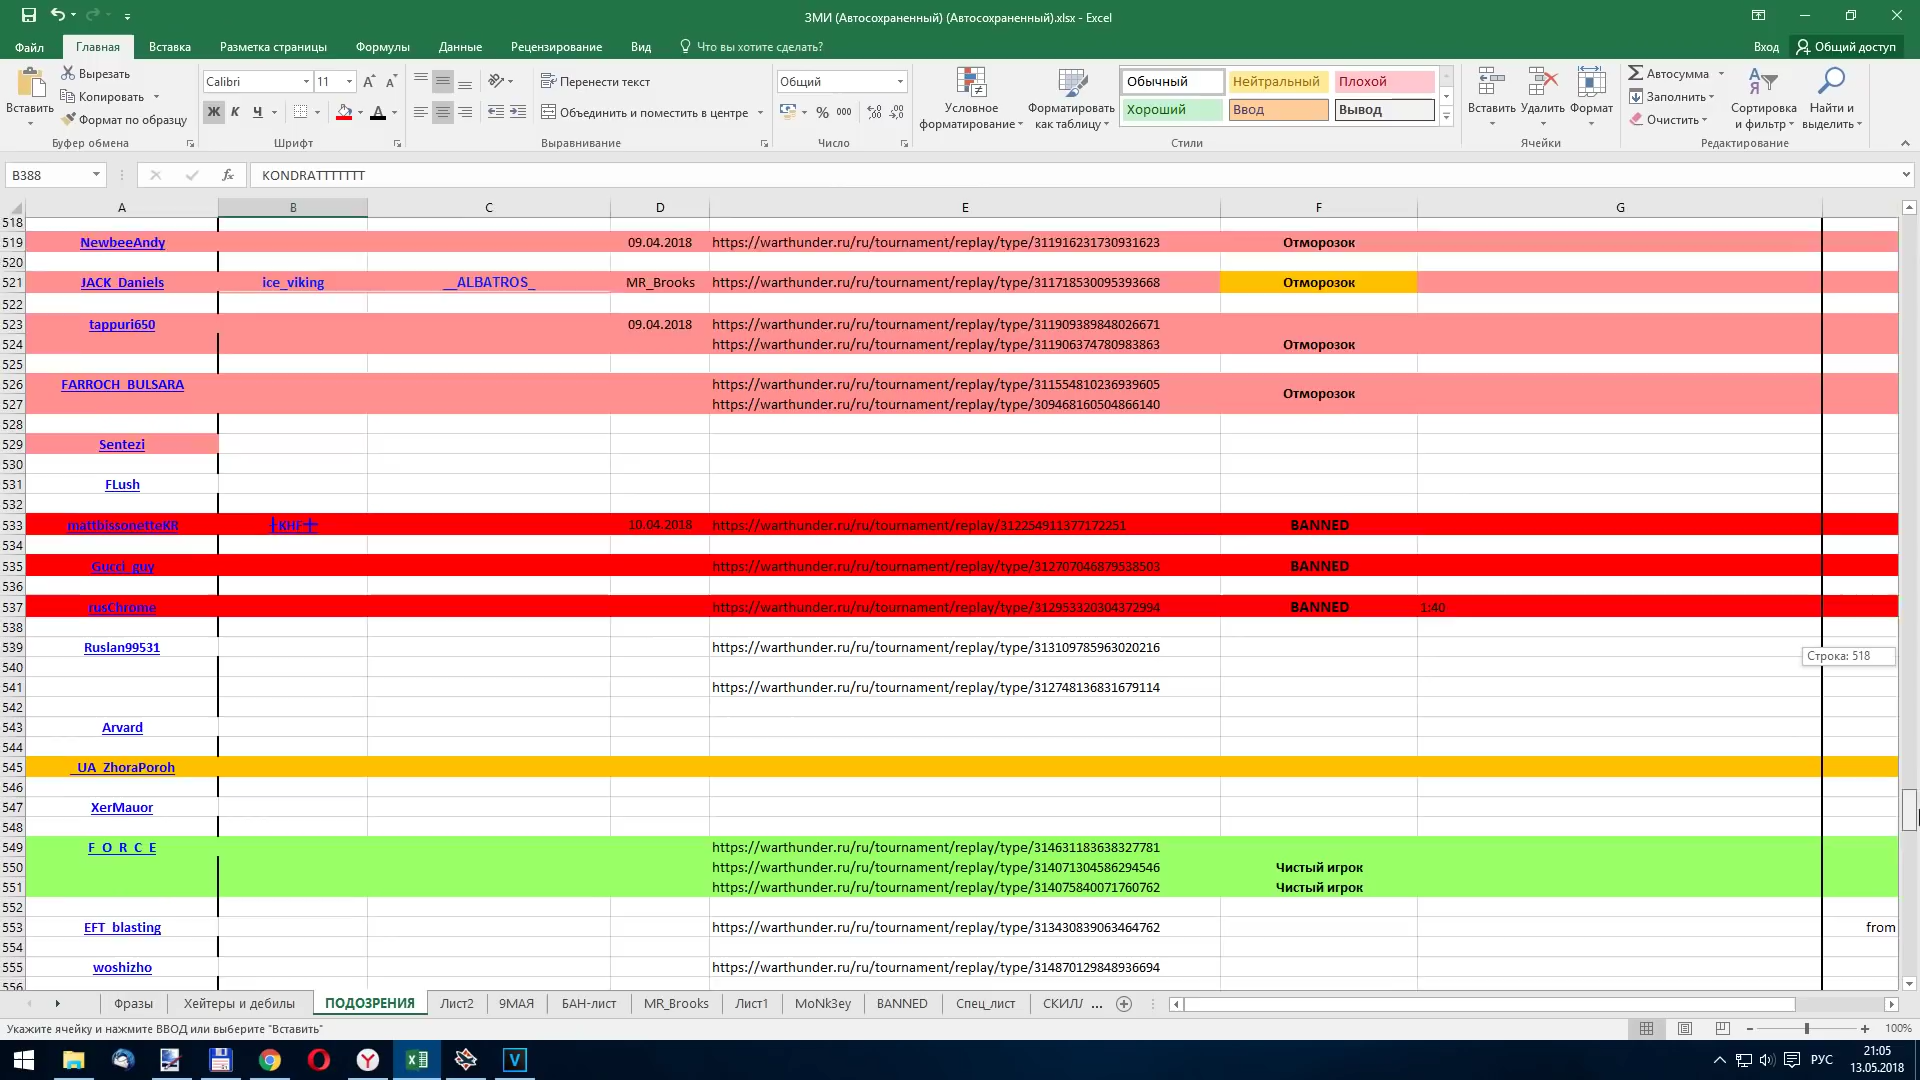 ЗМИ (Автосохраненный) (Автосохраненный).xlsx - Excel
Файл Главная Вставка Разметка страницы Формулы Данные Рецензирование Вид Что вы хотите сделать? Вход Общий доступ
Вставить
Вырезать
Копировать
Формат по образцу
Буфер обмена
Calibri 11
Ж К Ч
Шрифт
Перенести текст
Объединить и поместить в центре
Выравнивание
Общий
% 000
Число
Условное форматирование
Форматировать как таблицу
Обычный Нейтральный Плохой
Хороший Ввод Вывод
Стили
Вставить Удалить Формат
Ячейки
Автосумма
Заполнить
Очистить
Сортировка и фильтр
Найти и выделить
Редактирование
B388 fx KONDRATTTTTTT
A B C D E F G
518
519 NewbeeAndy 09.04.2018 https://warthunder.ru/ru/tournament/replay/type/311916231730931623 Отморозок
520
521 JACK_Daniels ice_viking __ALBATROS_ MR_Brooks https://warthunder.ru/ru/tournament/replay/type/311718530095393668 Отморозок
522
523 tappuri650 09.04.2018 https://warthunder.ru/ru/tournament/replay/type/311909389848026671
524 https://warthunder.ru/ru/tournament/replay/type/311906374780983863 Отморозок
525
526 FARROCH_BULSARA https://warthunder.ru/ru/tournament/replay/type/311554810236939605
Отморозок
527 https://warthunder.ru/ru/tournament/replay/type/309468160504866140
528
529 Sentezi
530
531 FLush
532
533 mattbissonetteKR ┼KHF┼ 10.04.2018 https://warthunder.ru/ru/tournament/replay/312254911377172251 BANNED
534
535 Gucci_guy https://warthunder.ru/ru/tournament/replay/type/312707046879538503 BANNED
536
537 rusChrome https://warthunder.ru/ru/tournament/replay/type/312953320304372994 BANNED 1:40
538
539 Ruslan99531 https://warthunder.ru/ru/tournament/replay/type/313109785963020216
Строка: 518
540
541 https://warthunder.ru/ru/tournament/replay/type/312748136831679114
542
543 Arvard
544
545 _UA_ZhoraPoroh
546
547 XerMauor
548
549 F_O_R_C_E https://warthunder.ru/ru/tournament/replay/type/314631183638327781
550 https://warthunder.ru/ru/tournament/replay/type/314071304586294546 Чистый игрок
551 https://warthunder.ru/ru/tournament/replay/type/314075840071760762 Чистый игрок
552
553 EFT_blasting https://warthunder.ru/ru/tournament/replay/type/313430839063464762 from
554
555 woshizho https://warthunder.ru/ru/tournament/replay/type/314870129848936694
556
Фразы Хейтеры и дебилы ПОДОЗРЕНИЯ Лист2 9МАЯ БАН-лист MR_Brooks Лист1 MoNk3ey BANNED Спец_лист СКИЛЛ ...
Укажите ячейку и нажмите ВВОД или выберите "Вставить" 100%
РУС 21:05
13.05.2018